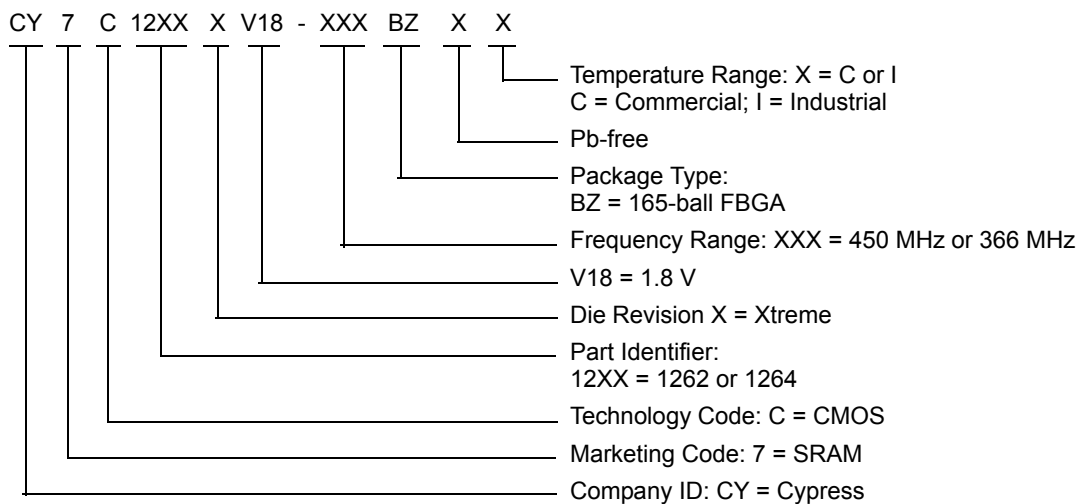 CY 7 C 12XX X V18 - XXX BZ X X
Temperature Range: X = C or I
C = Commercial; I = Industrial
Pb-free
Package Type:
BZ = 165-ball FBGA
Frequency Range: XXX = 450 MHz or 366 MHz
V18 = 1.8 V
Die Revision X = Xtreme
Part Identifier:
12XX = 1262 or 1264
Technology Code: C = CMOS
Marketing Code: 7 = SRAM
Company ID: CY = Cypress